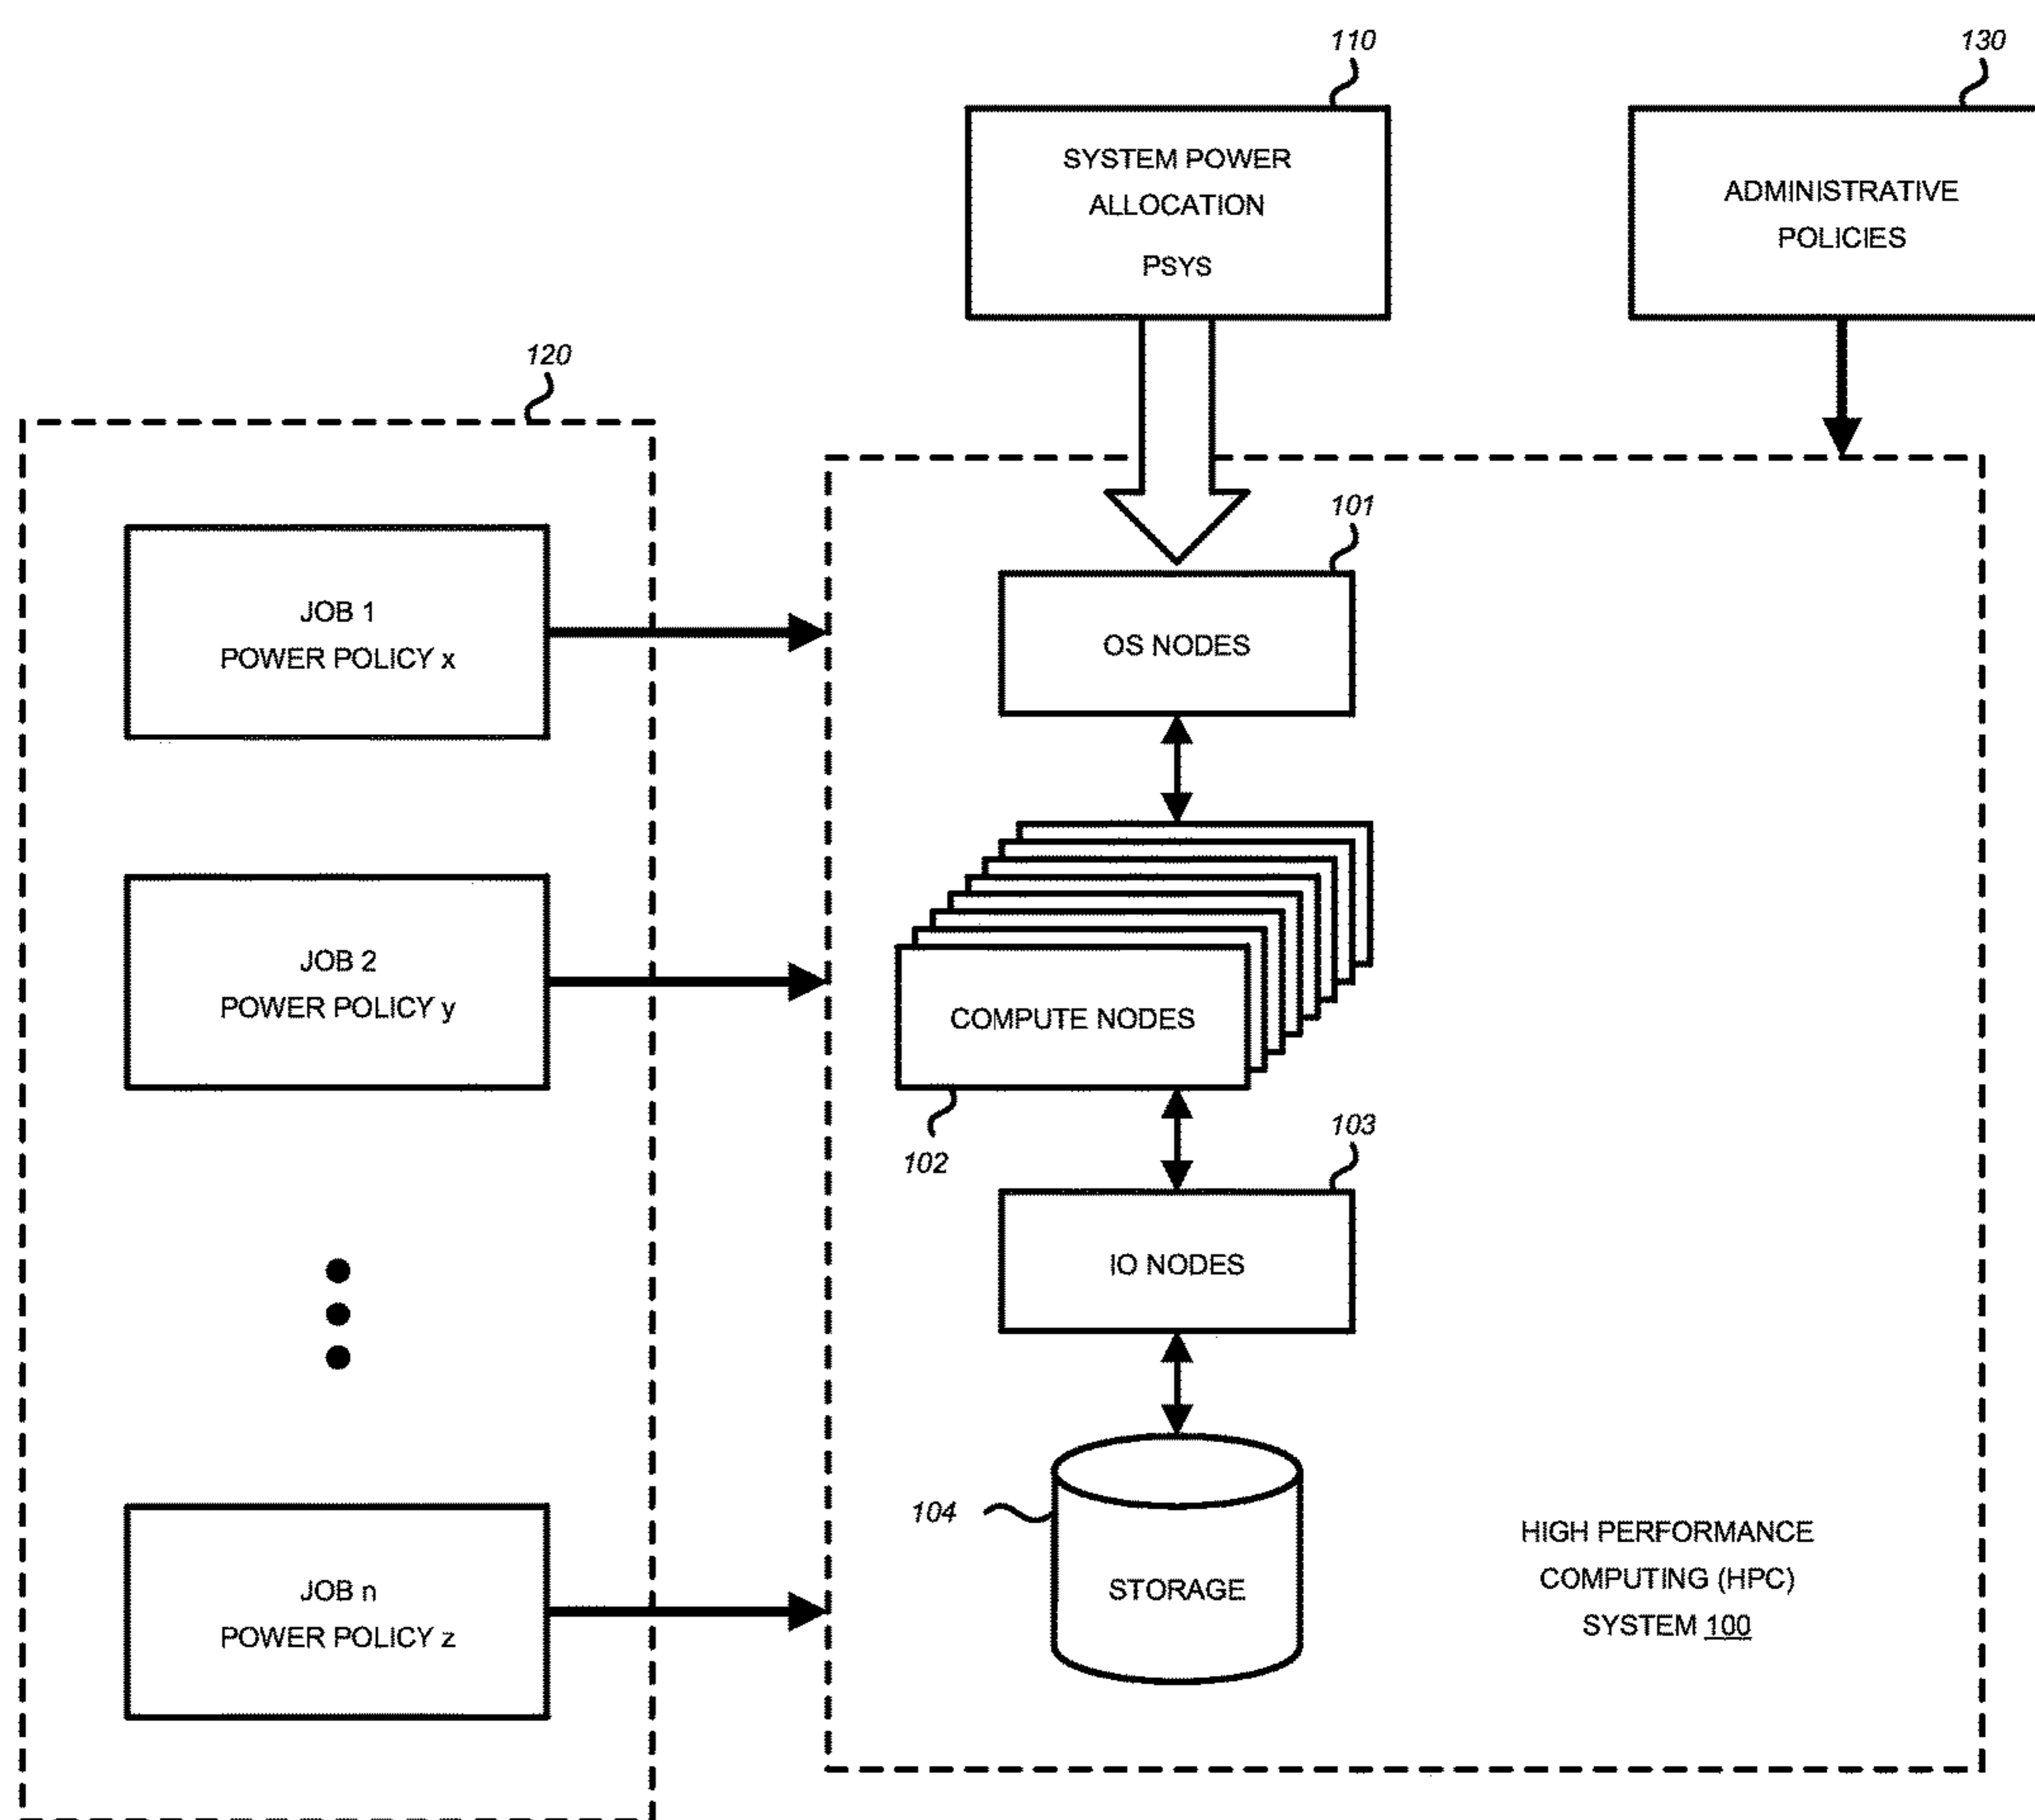 110
130
SYSTEM POWER
ALLOCATION
PSYS
ADMINISTRATIVE
POLICIES
120
101
JOB 1
POWER POLICY x
OS NODES
JOB 2
POWER POLICY y
COMPUTE NODES
102
103
IO NODES
104
STORAGE
HIGH PERFORMANCE
COMPUTING (HPC)
SYSTEM 100
JOB n
POWER POLICY z